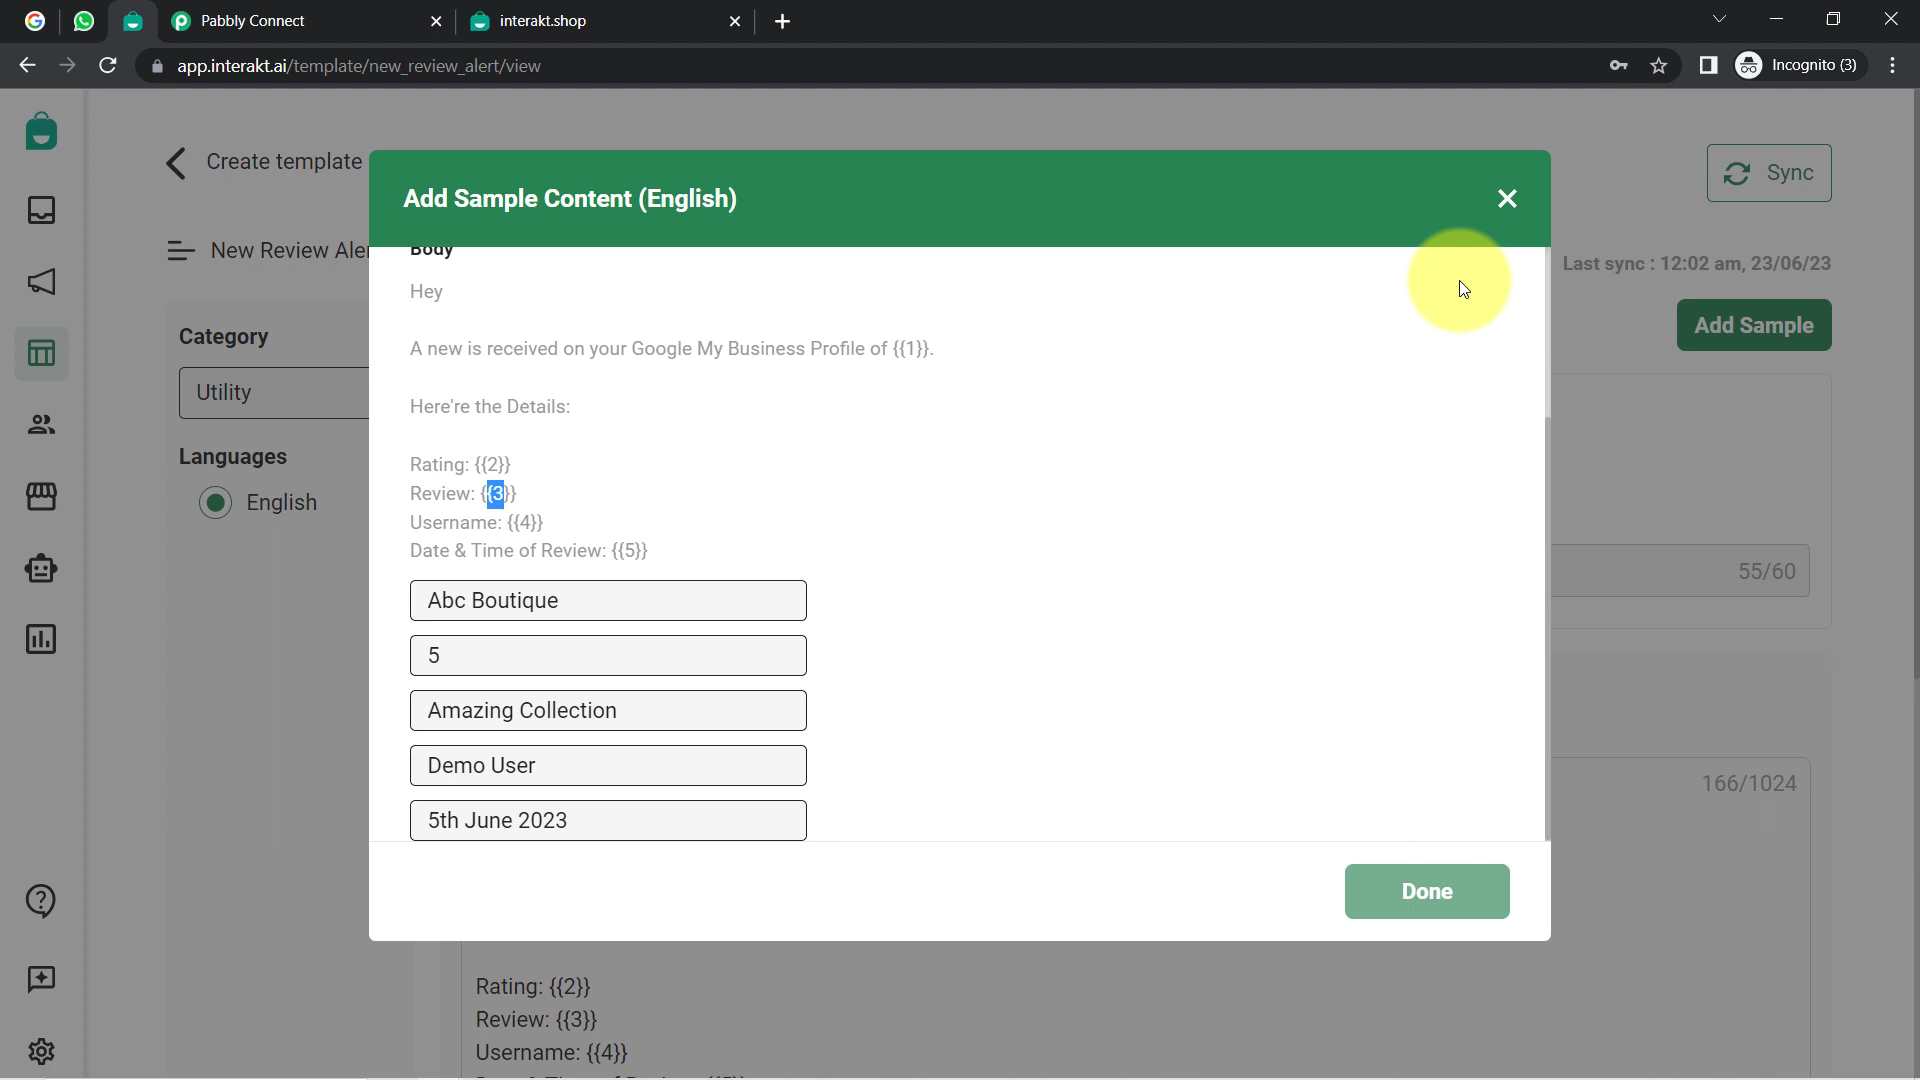 Pabbly Connect
interakt.shop
app.interakt.ai/template/new_review_alert/view
Incognito (3)
Create template
Sync
Add Sample Content (English)
New Review Aler
Last sync : 12:02 am, 23/06/23
Body
Hey
Category
Add Sample
A new is received on your Google My Business Profile of {{1}}.
Utility
Here're the Details:
Languages
Rating: {{2}}
Review: {{3}}
English
Username: {{4}}
Date & Time of Review: {{5}}
55/60
Abc Boutique
5
Amazing Collection
Demo User
166/1024
5th June 2023
Done
Rating: {{2}}
Review: {{3}}
Username: {{4}}